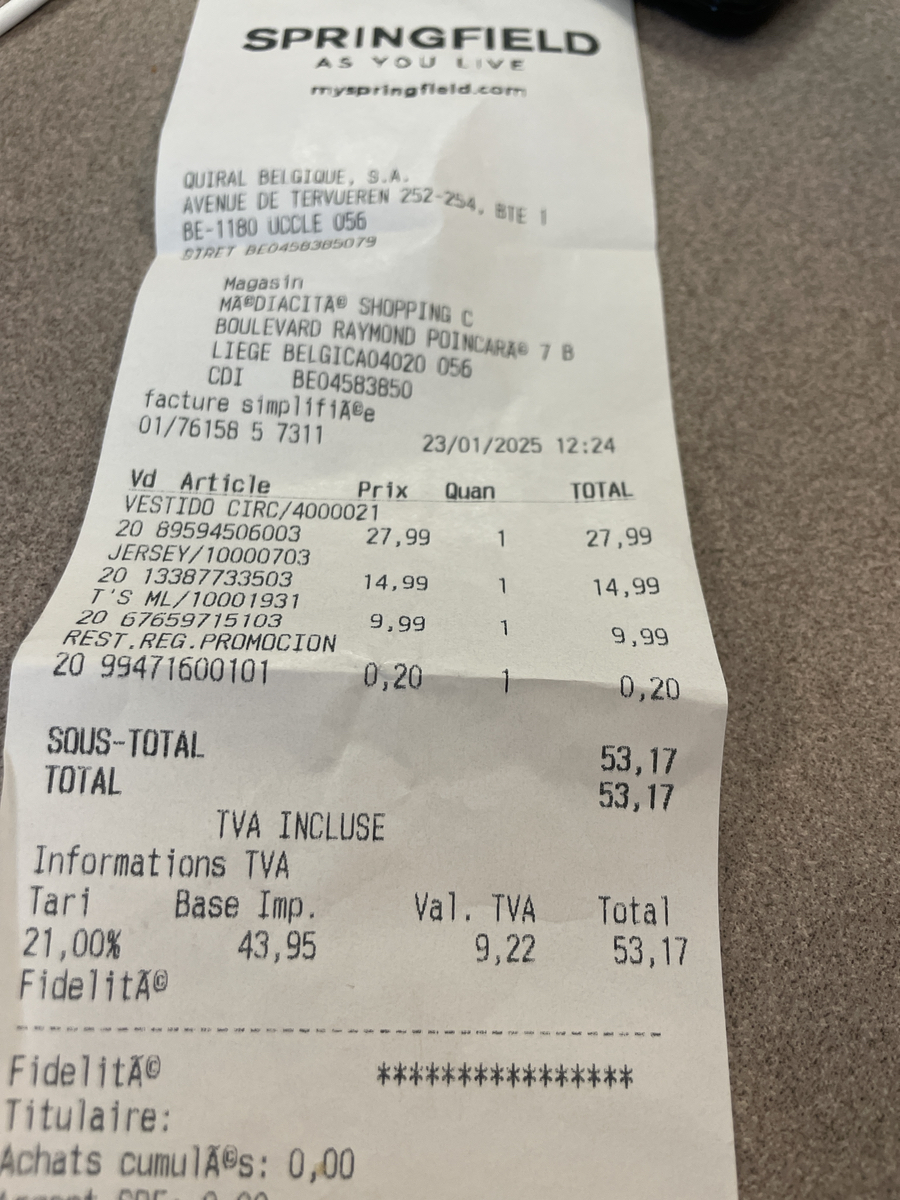 SPRINGFIELD
AS YOU LIVE
myspringfield.com
QUIRAL BELGIQUE, S.A.
AVENUE DE TERVUEREN 252-254, BTE 1
BE-1180 UCCLE 056
SIRET BE0458385079
Magasin
MÃ©DIACITÃ© SHOPPING C
BOULEVARD RAYMOND POINCARÃ© 7 B
LIEGE BELGICA04020 056
CDI BE04583850
facture simplifiÃ©e
01/76158 5 7311 23/01/2025 12:24
Vd Article Prix Quan TOTAL
VESTIDO CIRC/4000021
20 89594506003 27,99 1 27,99
JERSEY/10000703
20 13387733503 14,99 1 14,99
T'S ML/10001931
20 67659715103 9,99 1 9,99
REST.REG.PROMOCION
20 99471600101 0,20 1 0,20
SOUS-TOTAL 53,17
TOTAL 53,17
TVA INCLUSE
Informations TVA
Tari Base Imp. Val. TVA Total
21,00% 43,95 9,22 53,17
FidelitÃ©
FidelitÃ© ****************
Titulaire:
Achats cumulÃ©s: 0,00